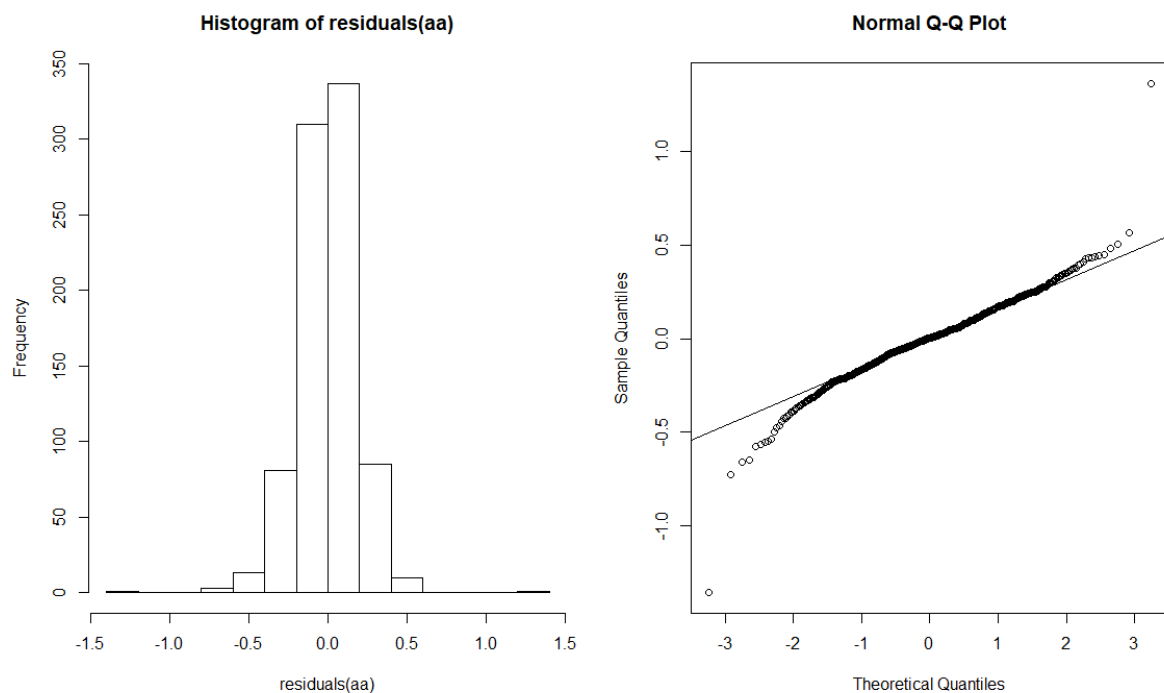 Histogram of residuals(aa)
Frequency
350
300
250
200
150
100
50
0
-1.5 -1.0 -0.5 0.0 0.5 1.0 1.5
residuals(aa)
Normal Q-Q Plot
Sample Quantiles
1.0
0.5
0.0
-0.5
-1.0
-3 -2 -1 0 1 2 3
Theoretical Quantiles